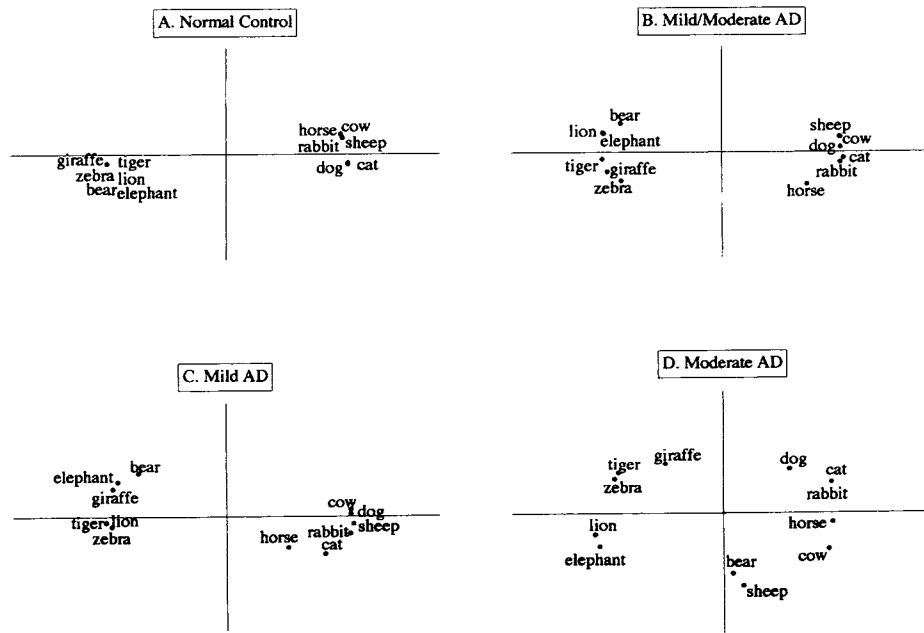 A. Normal Control
horse cow
rabbit sheep
dog cat
giraffe tiger
zebra lion
bear elephant
B. Mild/Moderate AD
bear
lion elephant
tiger giraffe
zebra
sheep
cow
dog cat
rabbit
horse
C. Mild AD
bear
elephant
giraffe
tiger lion
zebra
cow
dog
sheep
horse rabbit
cat
D. Moderate AD
giraffe
tiger
zebra
dog
cat
rabbit
lion
elephant
horse
cow
bear
sheep